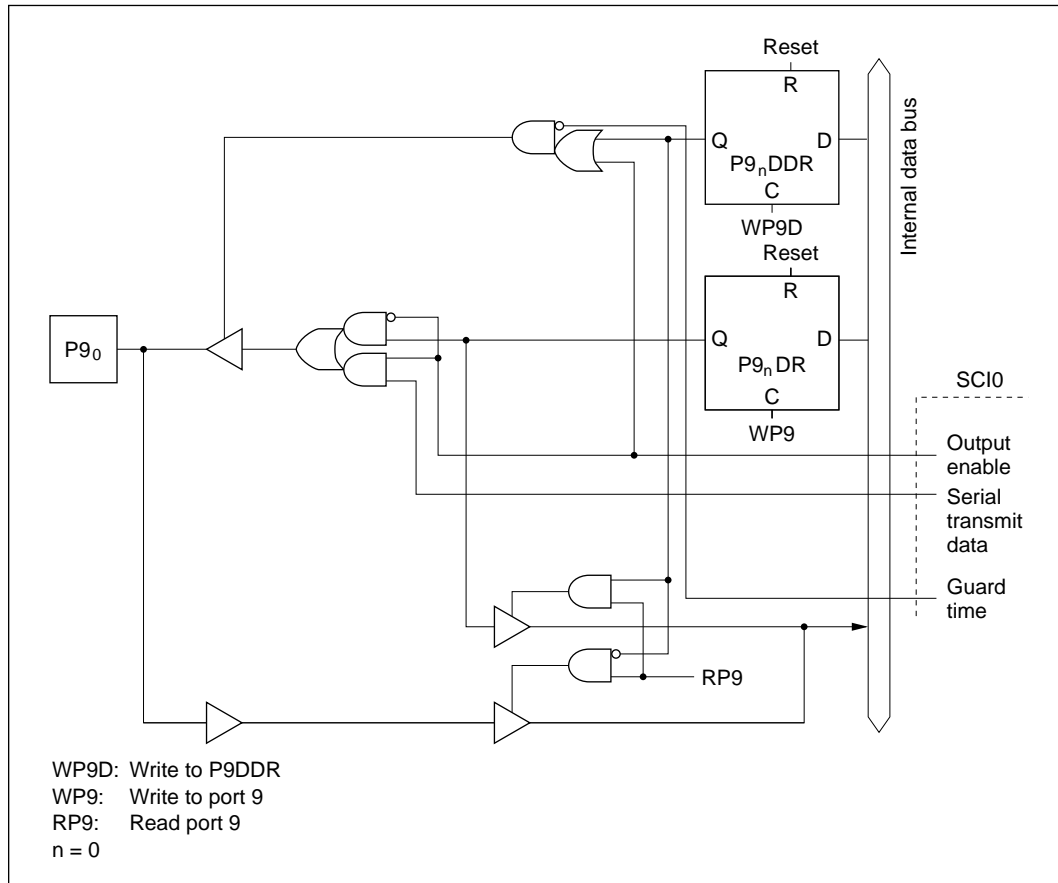 Reset
R
Q
D
P9nDDR
C
WP9D
Internal data bus
Reset
R
P90
Q
D
P9nDR
C
WP9
SCI0
Output
enable
Serial
transmit
data
Guard
time
RP9
WP9D: Write to P9DDR
WP9: Write to port 9
RP9: Read port 9
n = 0